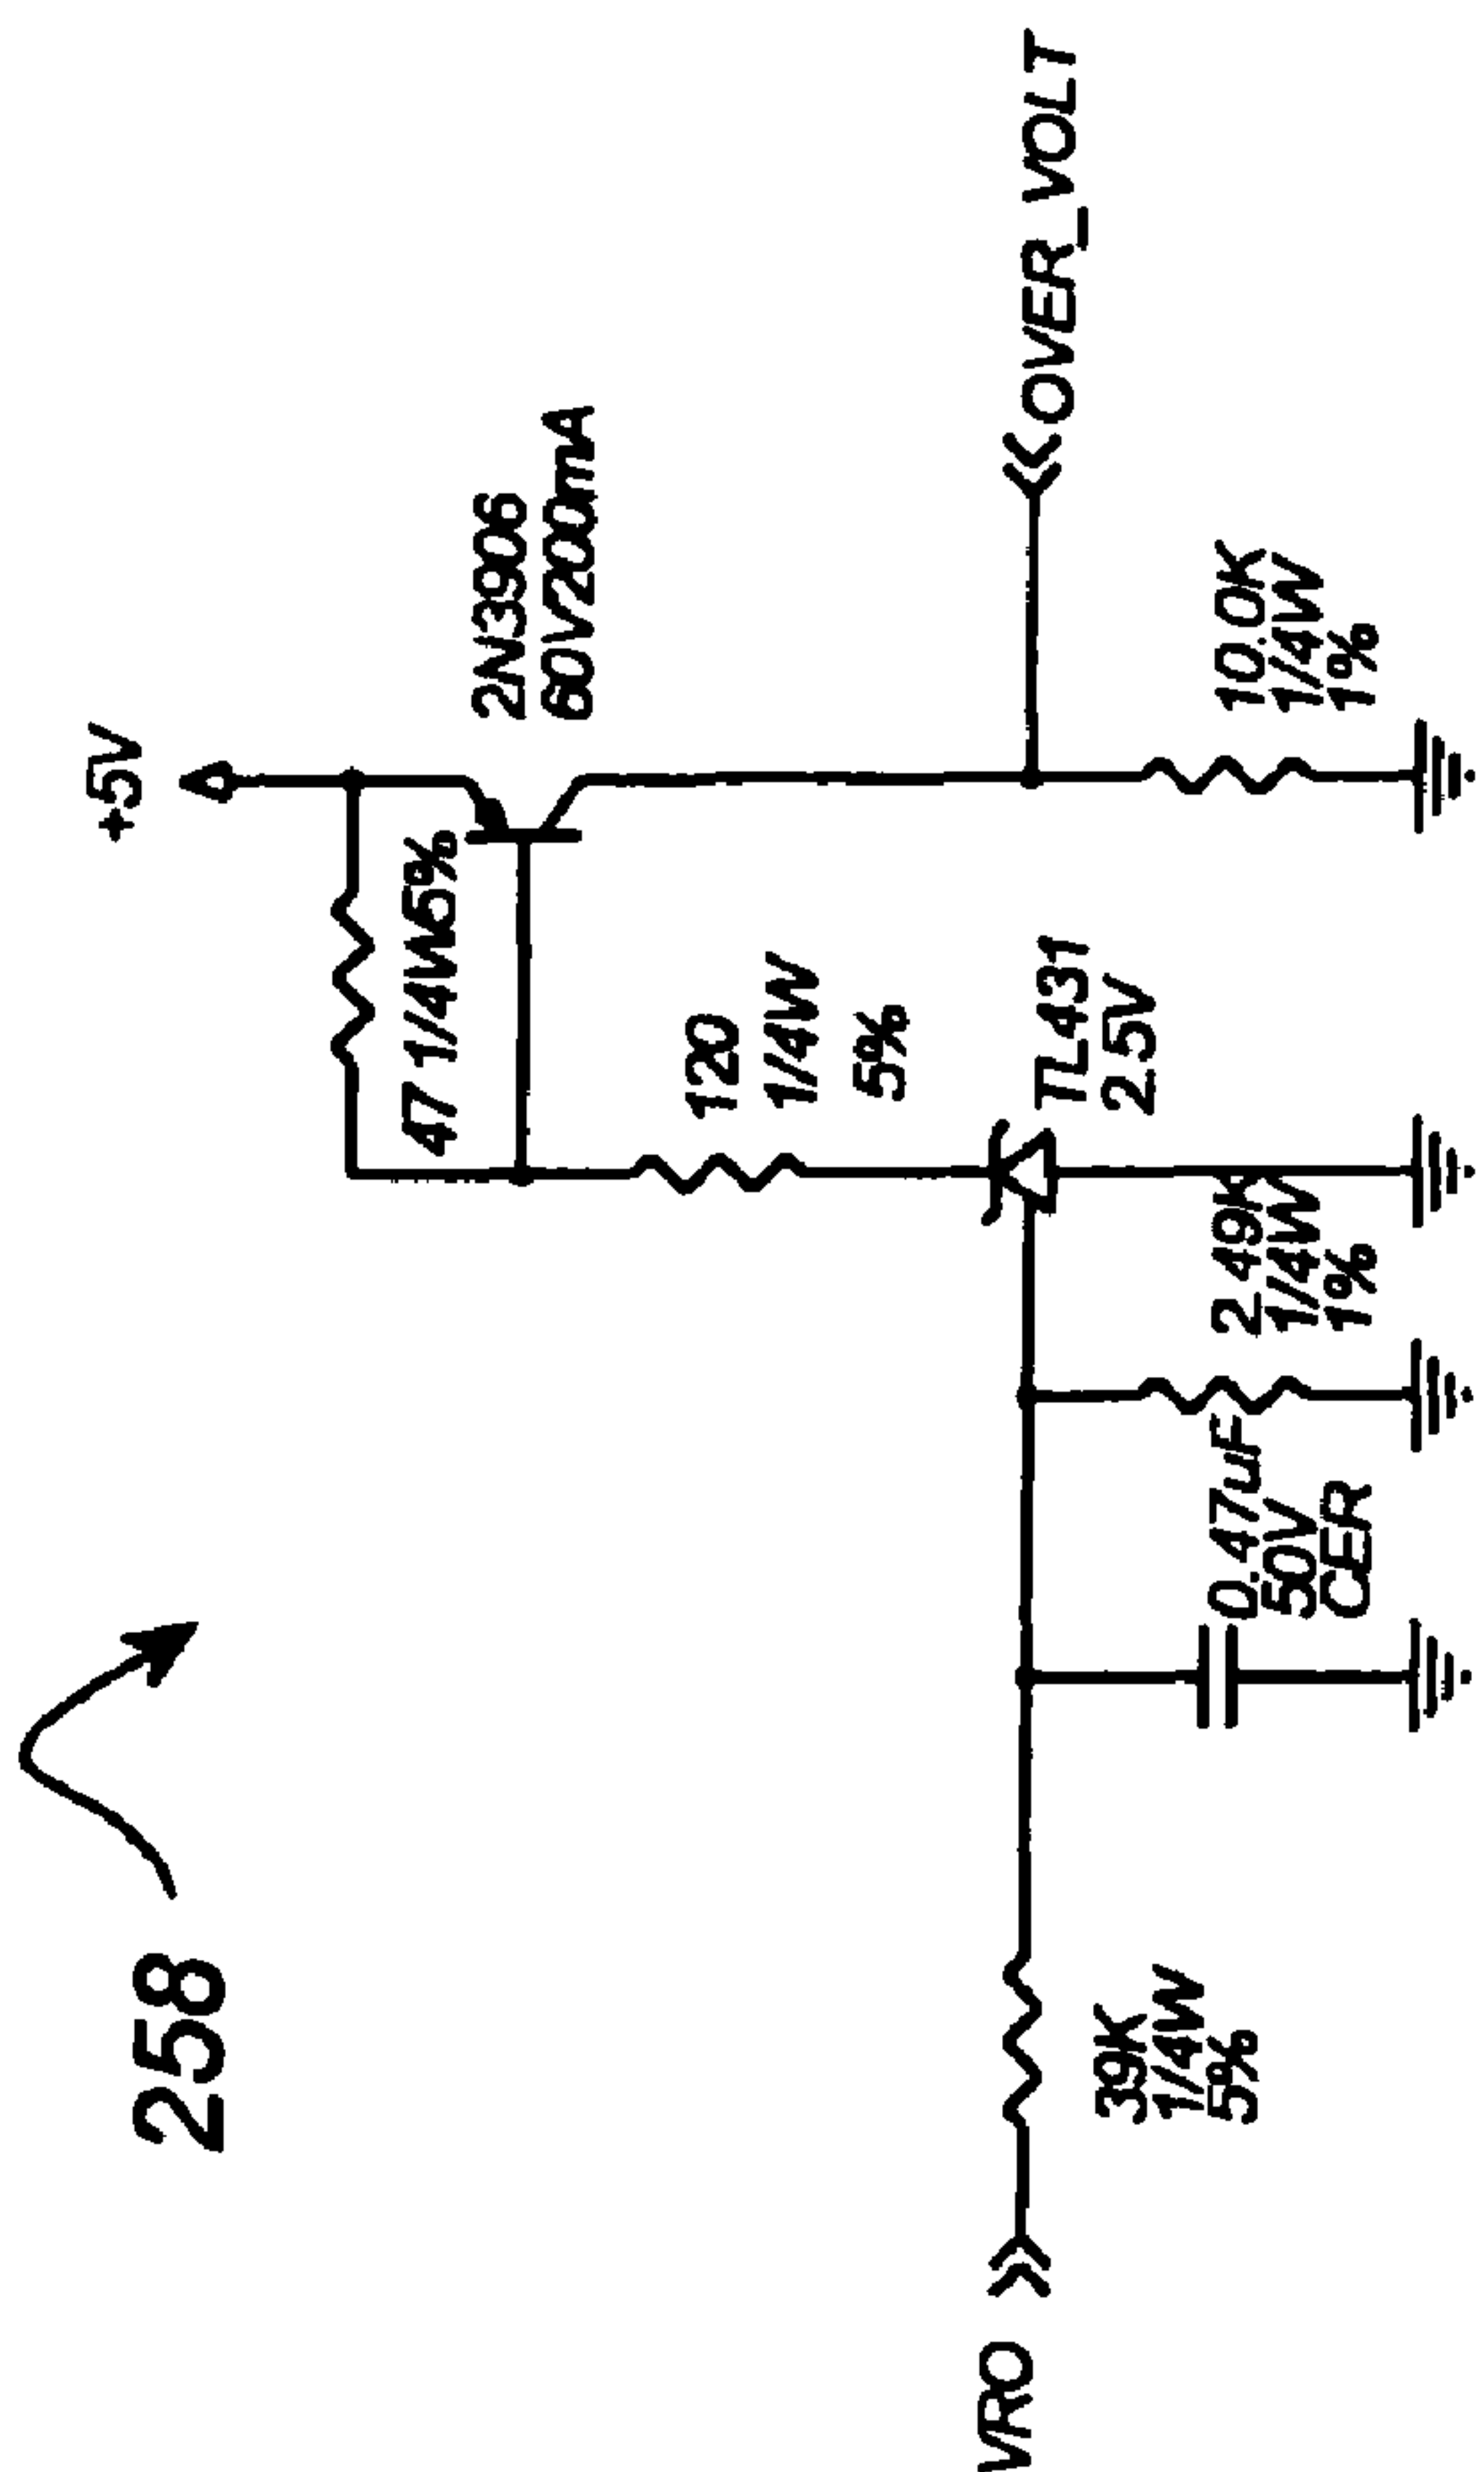 258
+5V
47 1/4W5%
2N3906
60V200mA
120
1/4W
5%
VRO
39K
1/4W
5%
0.47uF
50V
CER
2.49K
1/4W
1%
TL431
2.5V
OVER_VOLT
10.0K
1/4W
1%